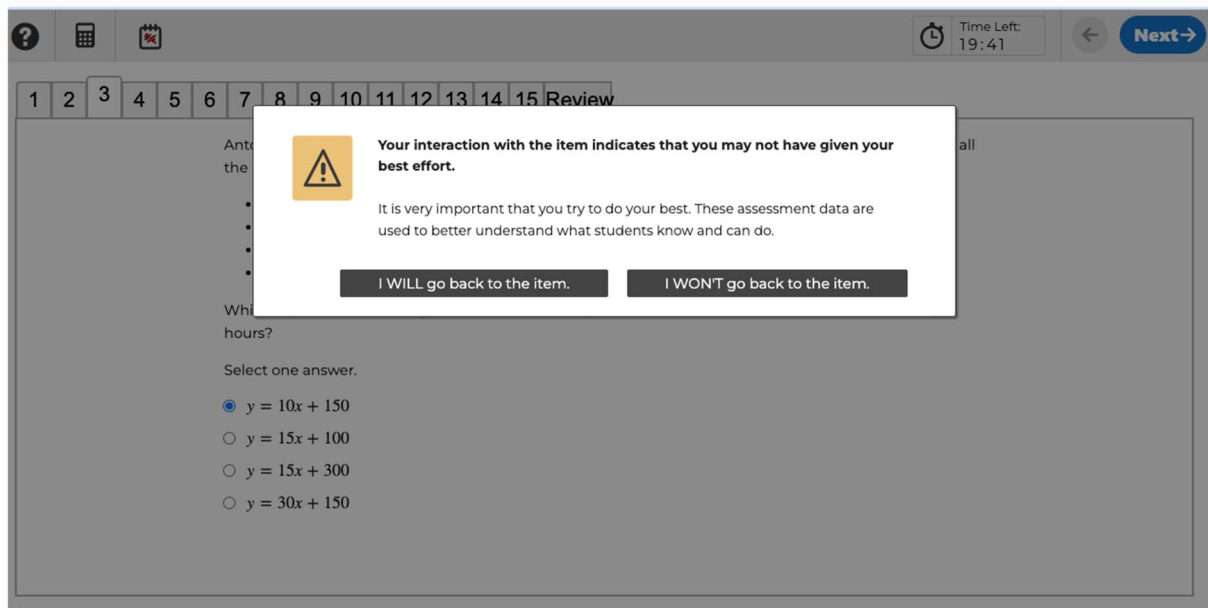 Time Left:
19:41
Next→
1 2 3 4 5 6 7 8 9 10 11 12 13 14 15 Review
all
the
Your interaction with the item indicates that you may not have given your
best effort.
It is very important that you try to do your best. These assessment data are
used to better understand what students know and can do.
I WILL go back to the item.
I WON'T go back to the item.
hours?
Select one answer.
y = 10x + 150
y = 15x + 100
y = 15x + 300
y = 30x + 150